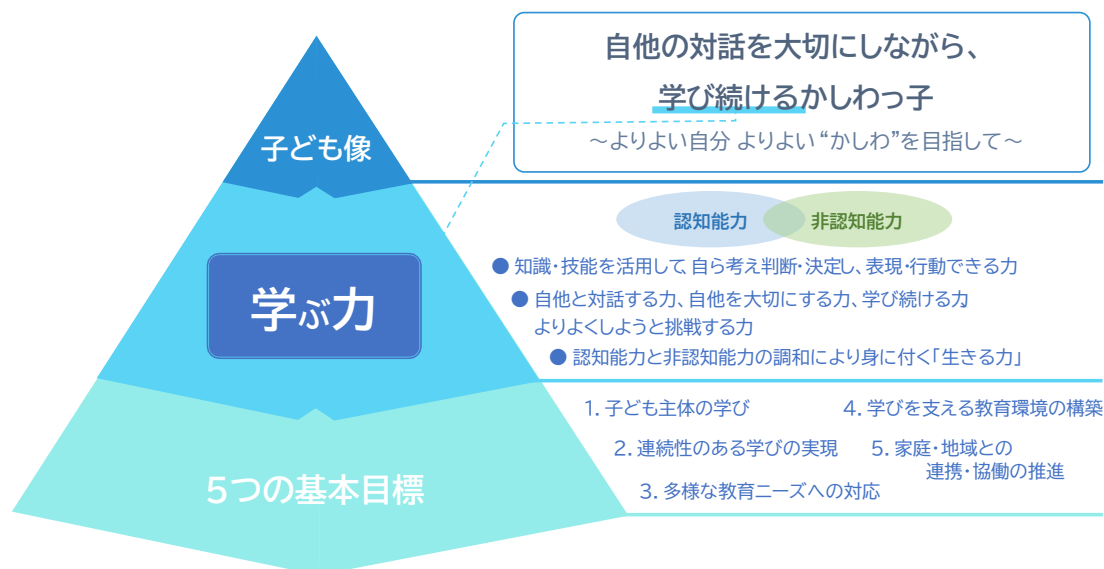 自他の対話を大切にしながら、
学び続けるかしわっ子
～よりよい自分 よりよい“かしわ”を目指して～
子ども像
認知能力
非認知能力
● 知識・技能を活用して、自ら考え判断・決定し、表現・行動できる力
● 自他と対話する力、自他を大切にする力、学び続ける力
よりよくしようと挑戦する力
● 認知能力と非認知能力の調和により身に付く「生きる力」
学ぶ力
1. 子ども主体の学び
2. 連続性のある学びの実現
3. 多様な教育ニーズへの対応
4. 学びを支える教育環境の構築
5. 家庭・地域との
連携・協働の推進
5つの基本目標